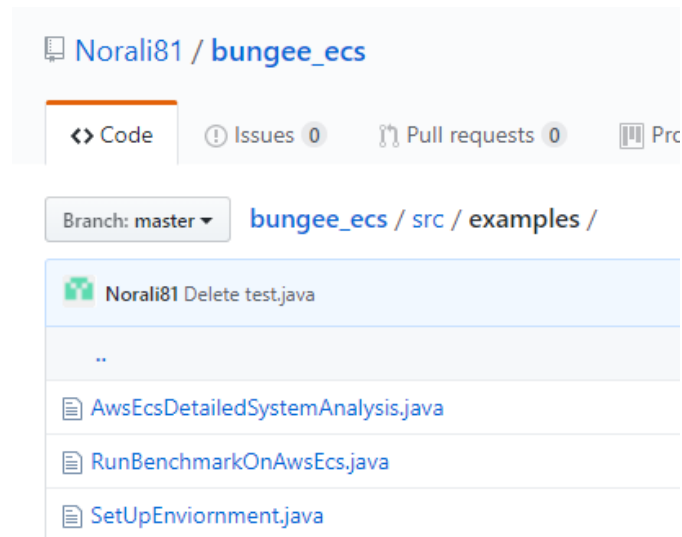 Norali81 / bungee_ecs
<> Code Issues 0 Pull requests 0 Pro
Branch: master bungee_ecs / src / examples /
Norali81 Delete test.java
..
AwsEcsDetailedSystemAnalysis.java
RunBenchmarkOnAwsEcs.java
SetUpEnviornment.java